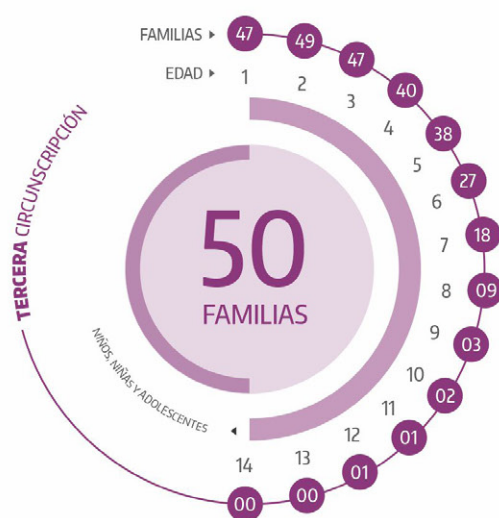 FAMILIAS ▸ 47 49 47 40 38 27 18 09 03 02 01 01 00 00
EDAD ▸ 1 2 3 4 5 6 7 8 9 10 11 12 13 14
TERCERA CIRCUNSCRIPCIÓN
50
FAMILIAS
NIÑOS, NIÑAS Y ADOLESCENTES